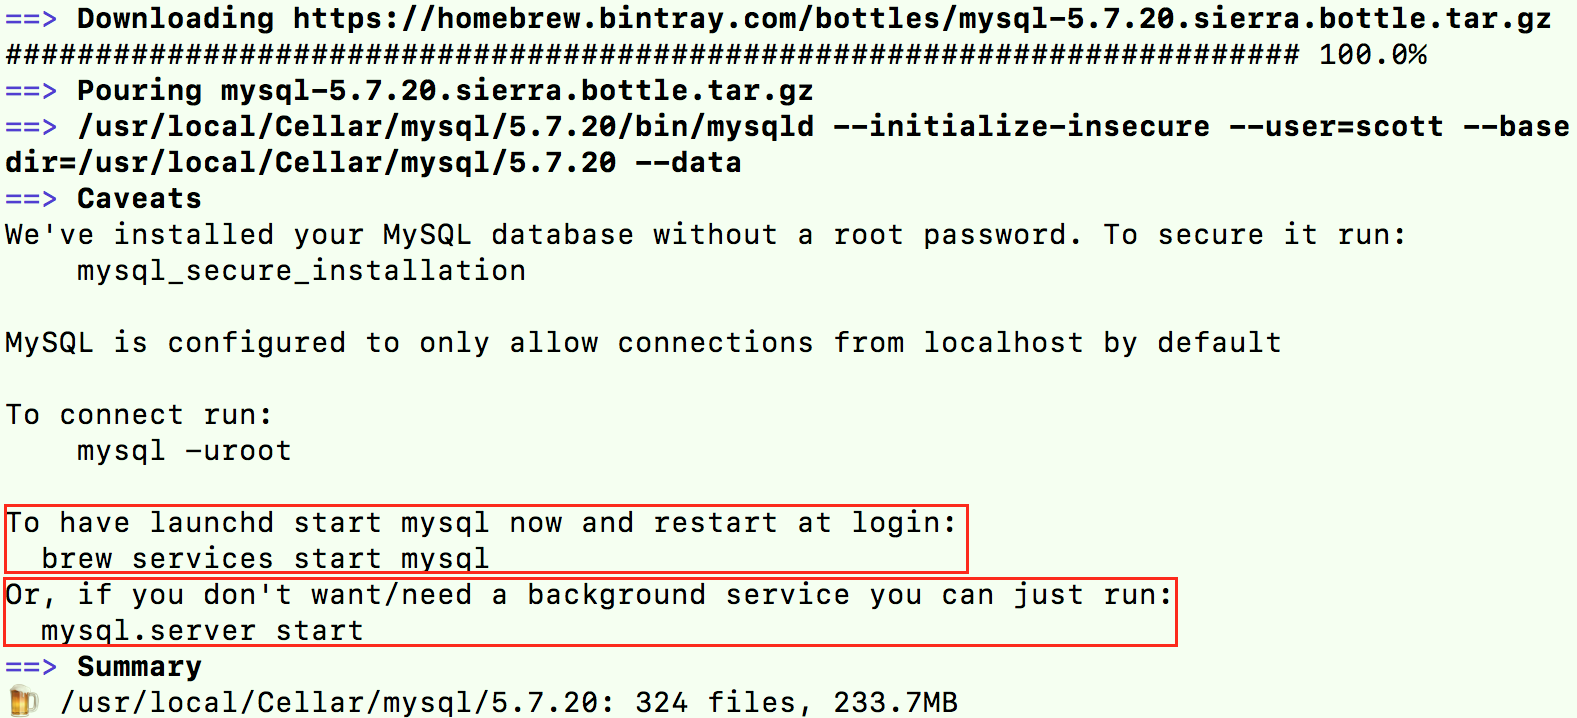 ==> Downloading https://homebrew.bintray.com/bottles/mysql-5.7.20.sierra.bottle.tar.gz
######################################################################## 100.0%
==> Pouring mysql-5.7.20.sierra.bottle.tar.gz
==> /usr/local/Cellar/mysql/5.7.20/bin/mysqld --initialize-insecure --user=scott --base
dir=/usr/local/Cellar/mysql/5.7.20 --data
==> Caveats
We've installed your MySQL database without a root password. To secure it run:
    mysql_secure_installation

MySQL is configured to only allow connections from localhost by default

To connect run:
    mysql -uroot

To have launchd start mysql now and restart at login:
  brew services start mysql
Or, if you don't want/need a background service you can just run:
  mysql.server start
==> Summary
🍺 /usr/local/Cellar/mysql/5.7.20: 324 files, 233.7MB